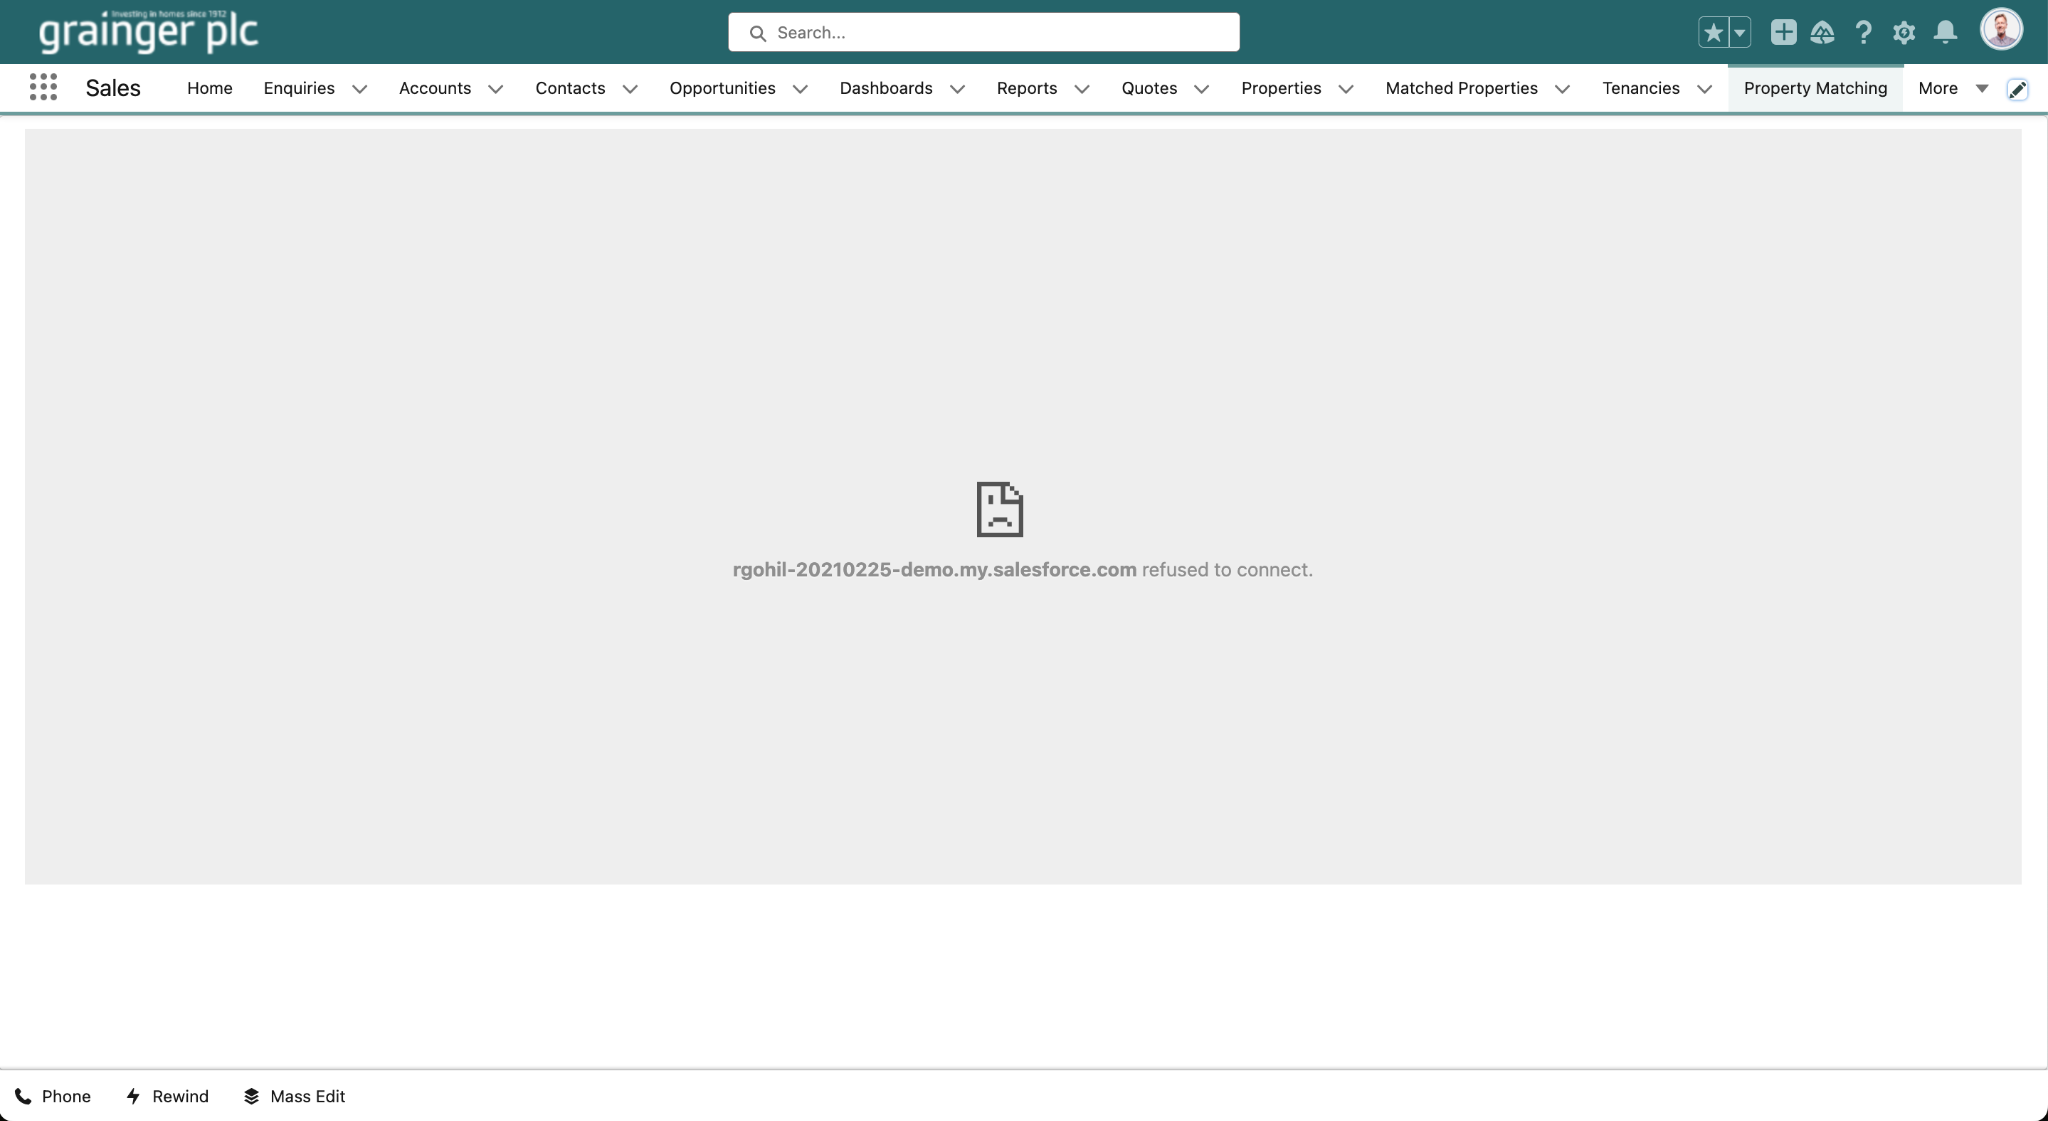 investing in homes since 1912
grainger plc
Search...
Sales
Home
Enquiries
Accounts
Contacts
Opportunities
Dashboards
Reports
Quotes
Properties
Matched Properties
Tenancies
Property Matching
More
rgohil-20210225-demo.my.salesforce.com refused to connect.
Phone
Rewind
Mass Edit